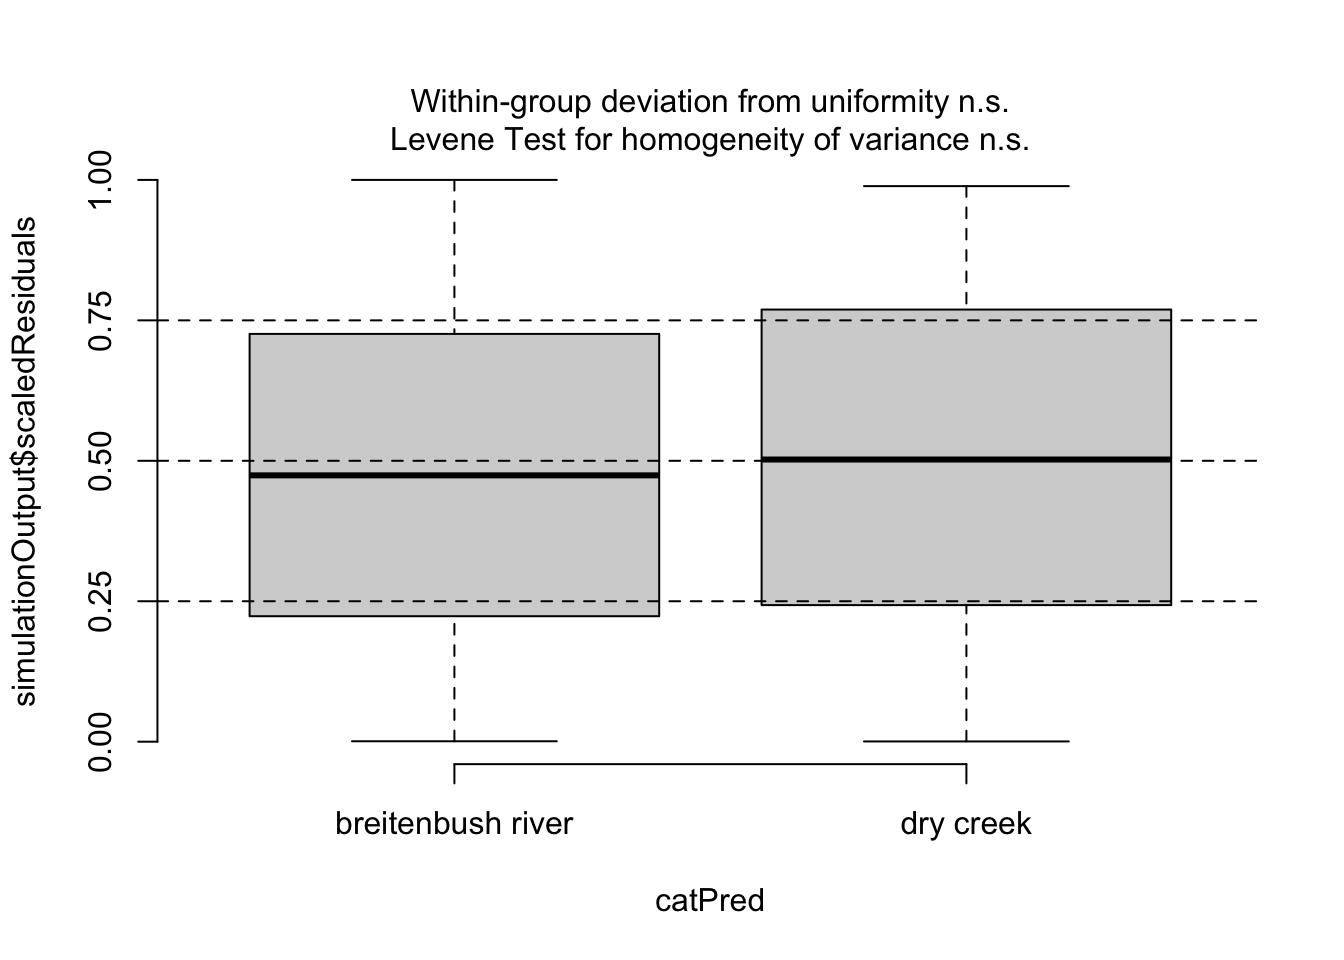 Within-group deviation from uniformity n.s.
Levene Test for homogeneity of variance n.s.
simulationOutput$scaledResiduals
1.00
0.75
0.50
0.25
0.00
breitenbush river
dry creek
catPred